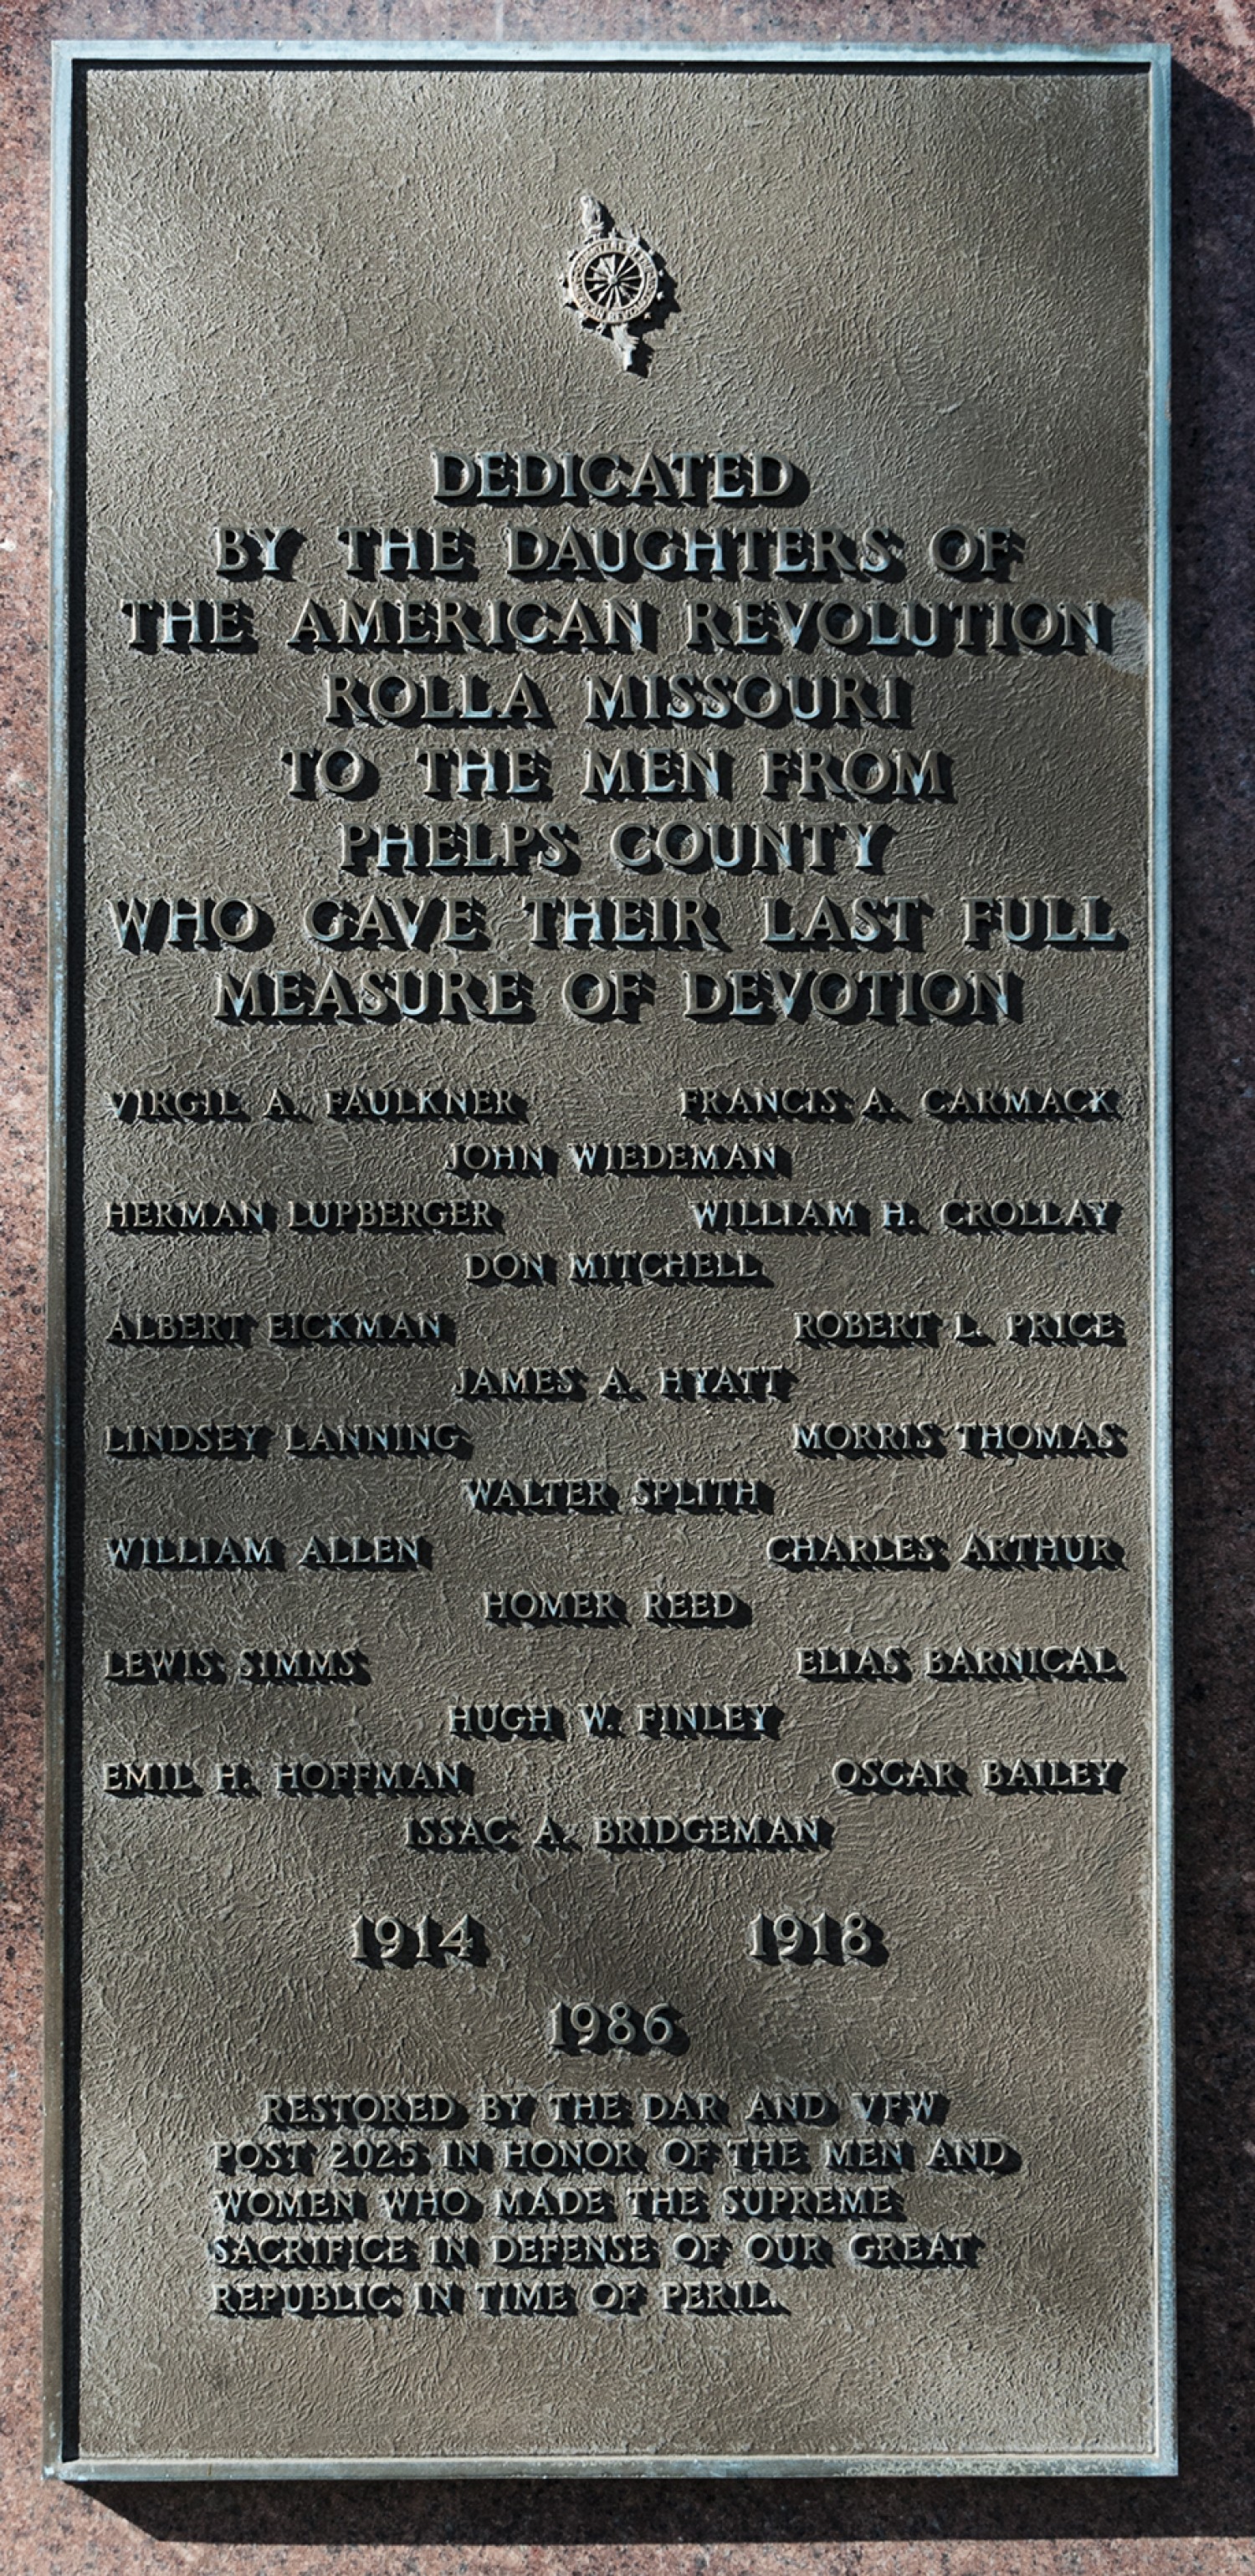 DEDICATED
BY THE DAUGHTERS OF
THE AMERICAN REVOLUTION
ROLLA MISSOURI
TO THE MEN FROM
PHELPS COUNTY
WHO GAVE THEIR LAST FULL
MEASURE OF DEVOTION
VIRGIL A. FAULKNER FRANCIS A. CARMACK
JOHN WIEDEMAN
HERMAN LUPBERGER WILLIAM H. CROLLAY
DON MITCHELL
ALBERT EICKMAN ROBERT L. PRICE
JAMES A. HYATT
LINDSEY LANNING MORRIS THOMAS
WALTER SPLITH
WILLIAM ALLEN CHARLES ARTHUR
HOMER REED
LEWIS SIMMS ELIAS BARNICAL
HUGH W. FINLEY
EMIL H. HOFFMAN OSCAR BAILEY
ISSAC A. BRIDGEMAN
1914 1918
1986
RESTORED BY THE DAR AND VFW
POST 2025 IN HONOR OF THE MEN AND
WOMEN WHO MADE THE SUPREME
SACRIFICE IN DEFENSE OF OUR GREAT
REPUBLIC IN TIME OF PERIL.